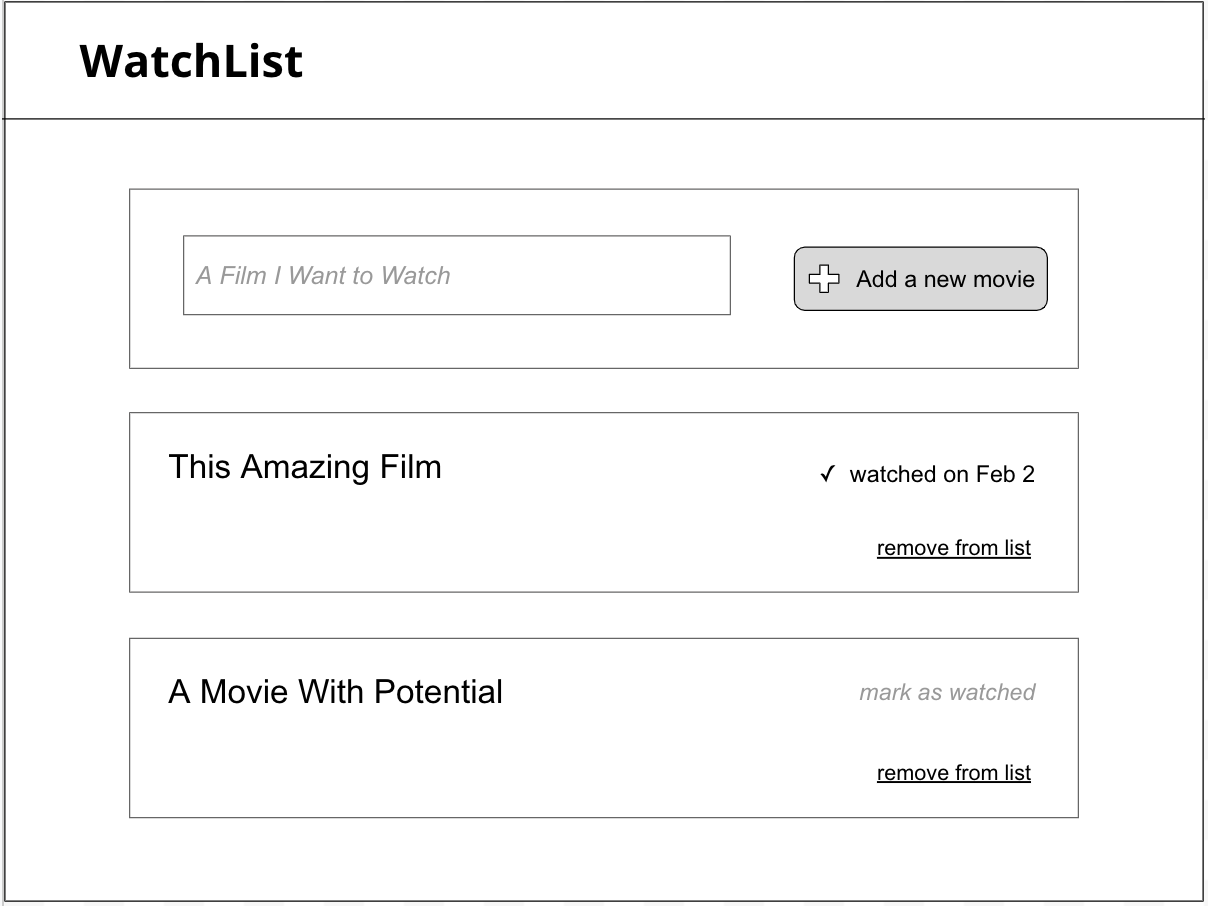 WatchList
A Film I Want to Watch
Add a new movie
This Amazing Film
✓ watched on Feb 2
remove from list
A Movie With Potential
mark as watched
remove from list